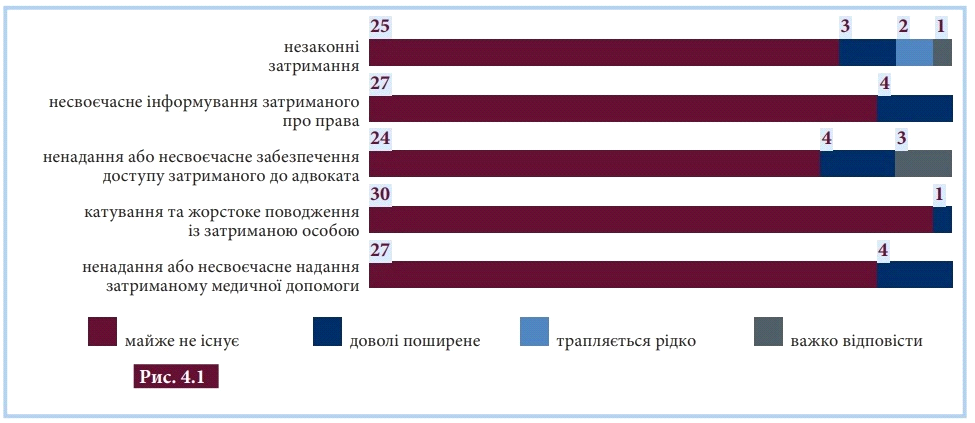 25 3 2 1
незаконні
затримання
27 4
несвоєчасне інформування затриманого
про права
24 4 3
ненадання або несвоєчасне забезпечення
доступу затриманого до адвоката
30 1
катування та жорстоке поводження
із затриманою особою
27 4
ненадання або несвоєчасне надання
затриманому медичної допомоги
майже не існує доволі поширене трапляється рідко важко відповісти
Рис. 4.1